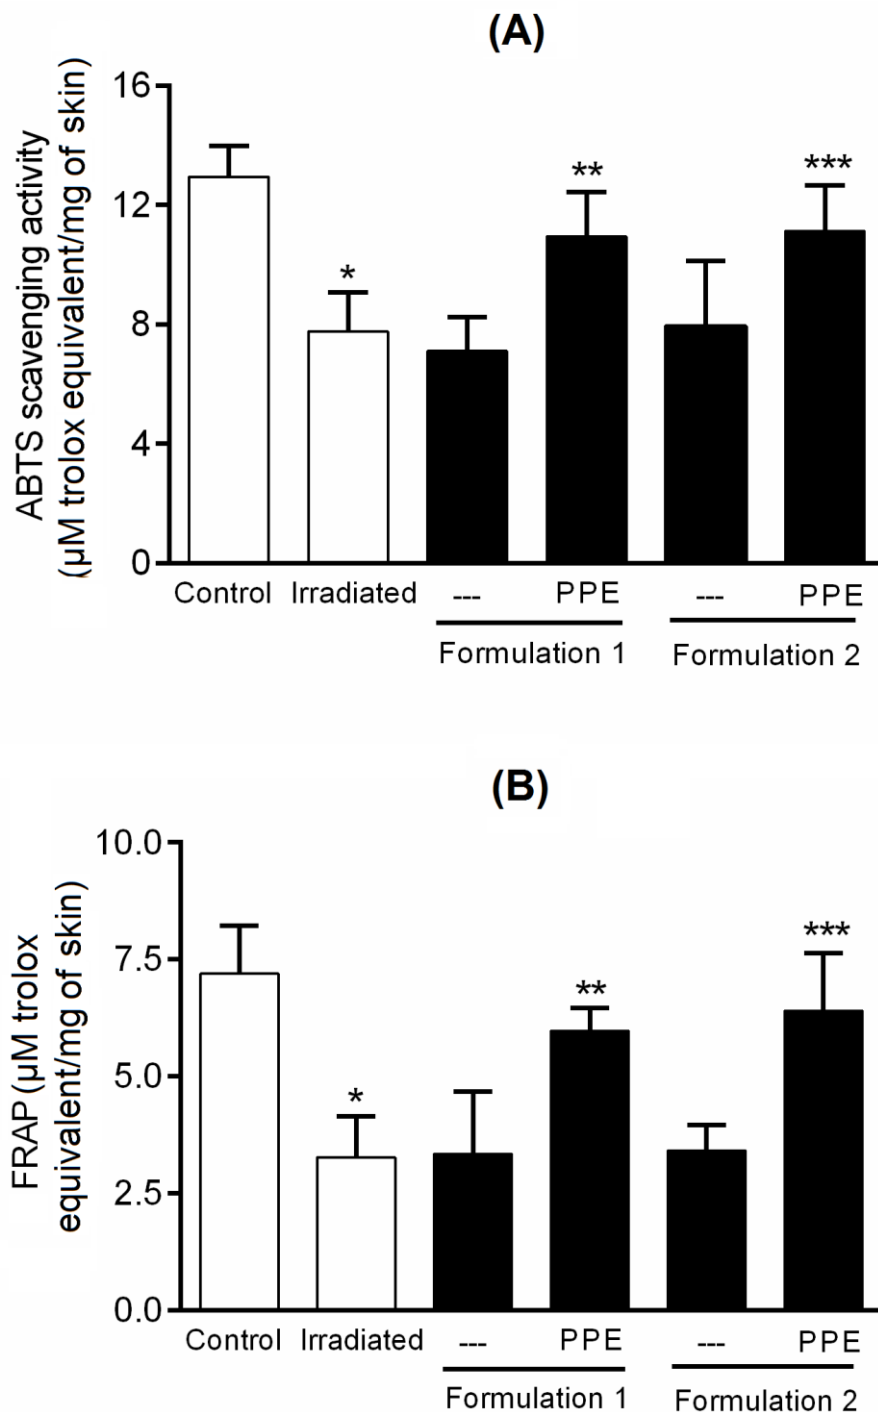 (A)
ABTS scavenging activity
(µM trolox equivalent/mg of skin)
16
12
8
4
0
*
**
***
Control Irradiated --- PPE --- PPE
Formulation 1 Formulation 2
(B)
FRAP (µM trolox
equivalent/mg of skin)
10.0
7.5
5.0
2.5
0.0
*
**
***
Control Irradiated --- PPE --- PPE
Formulation 1 Formulation 2